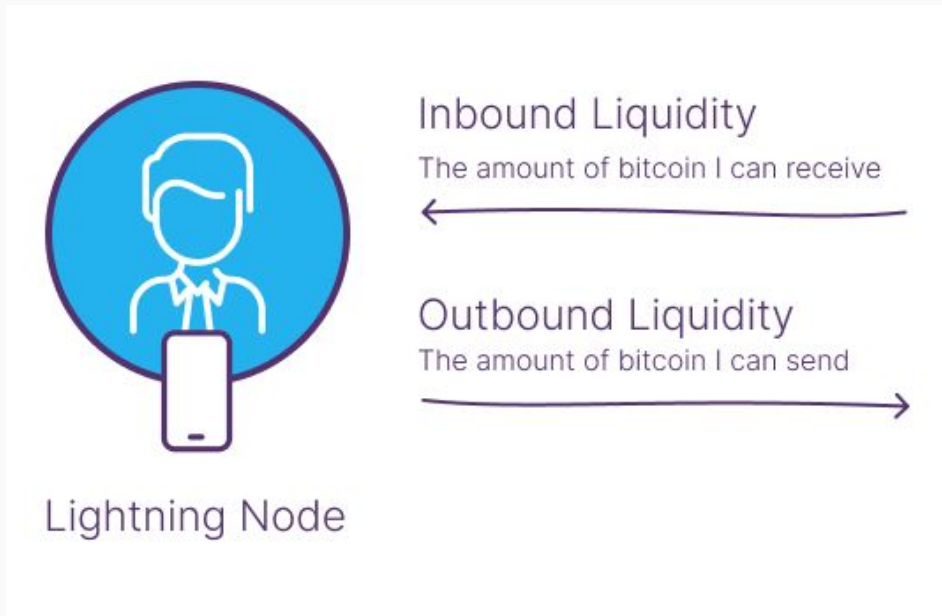 Inbound Liquidity
The amount of bitcoin I can receive
Outbound Liquidity
The amount of bitcoin I can send
Lightning Node